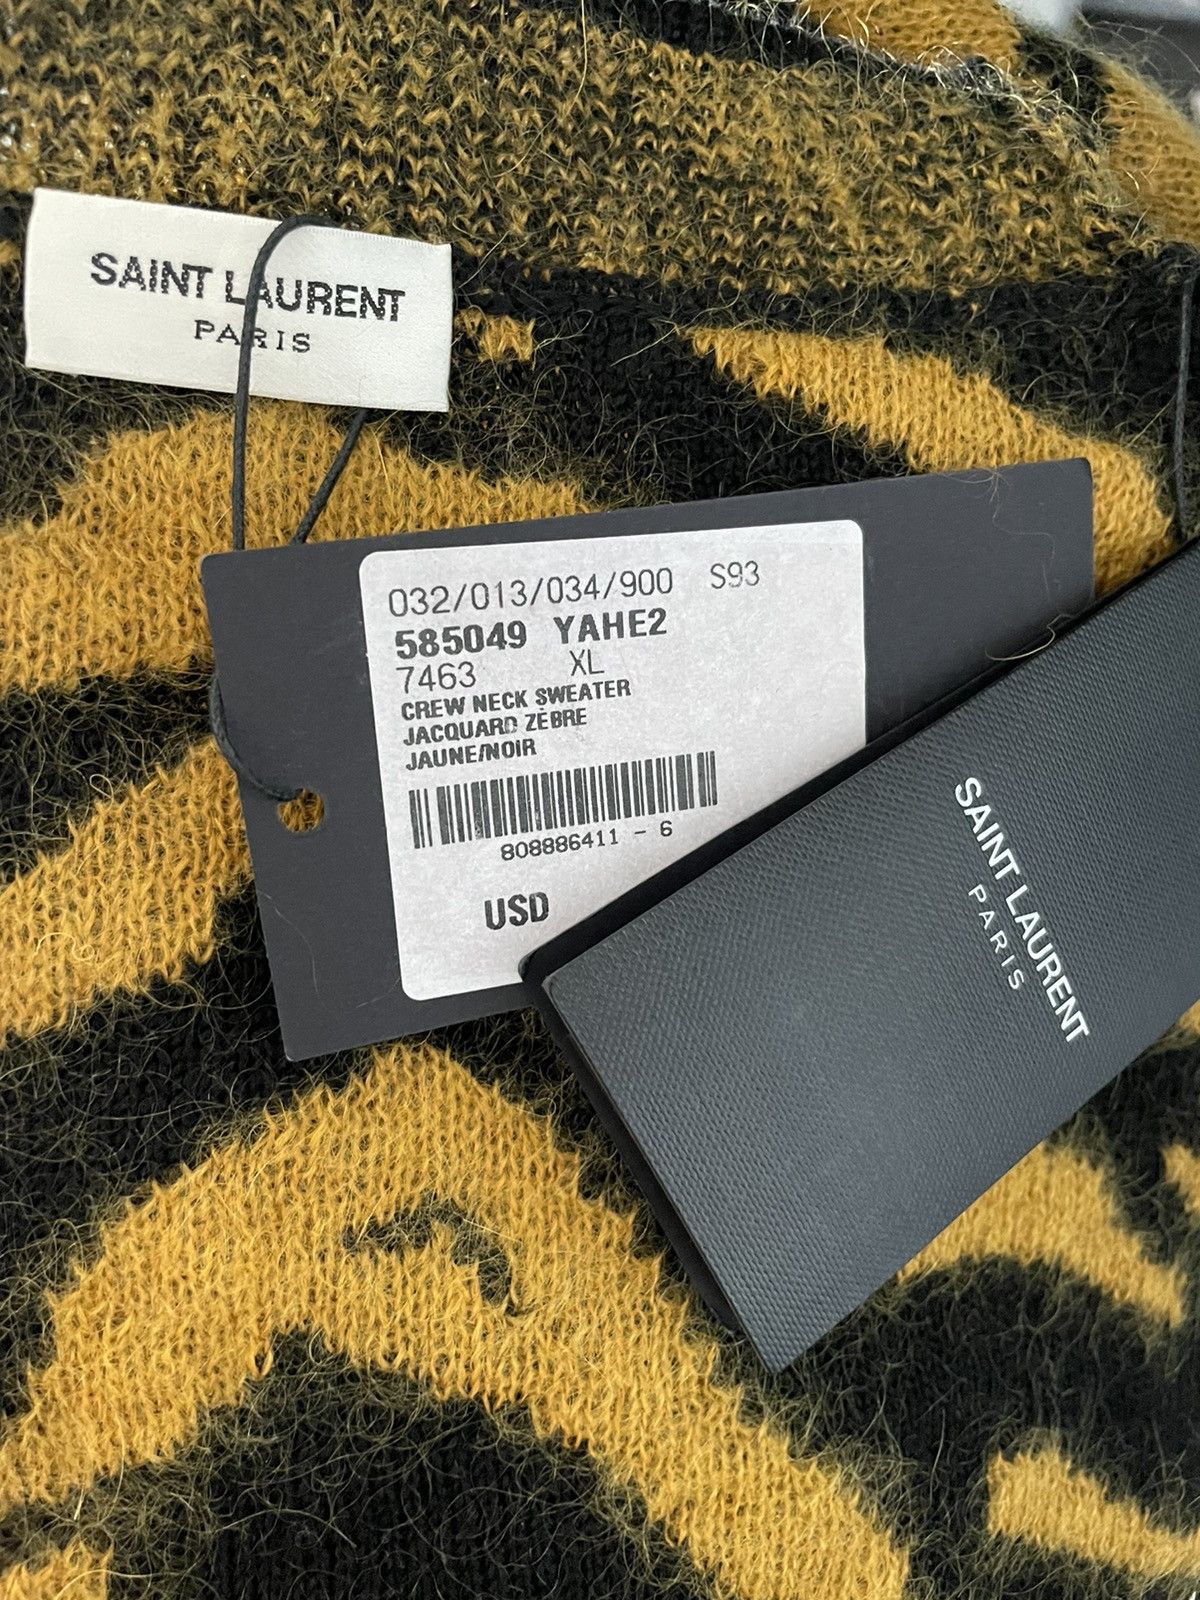 SAINT LAURENT
PARIS
032/013/034/900 S93
585049 YAHE2
7463 XL
CREW NECK SWEATER
JACQUARD ZÈBRE
JAUNE/NOIR
808886411 - 6
USD
SAINT LAURENT
PARIS